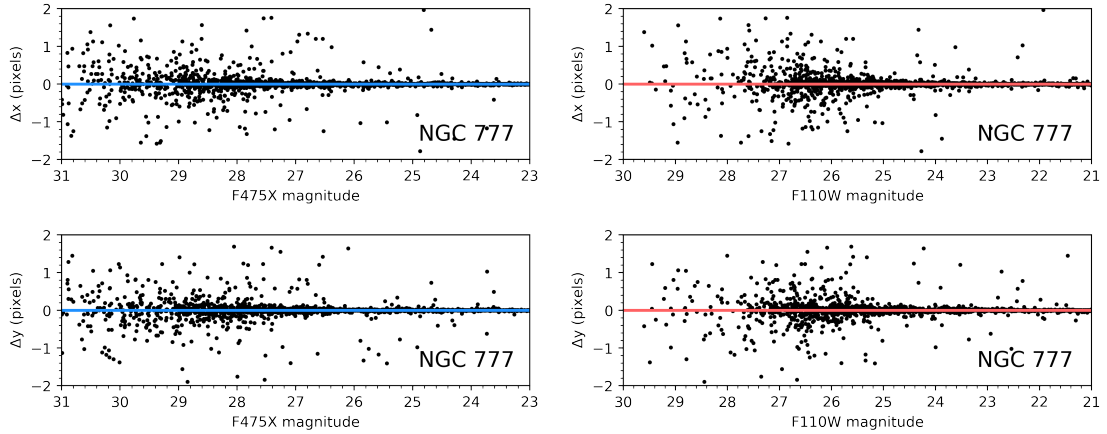 2
1
0
−1
−2
Δx (pixels)
NGC 777
31 30 29 28 27 26 25 24 23
F475X magnitude
2
1
0
−1
−2
Δx (pixels)
NGC 777
30 29 28 27 26 25 24 23 22 21
F110W magnitude
2
1
0
−1
−2
Δy (pixels)
NGC 777
31 30 29 28 27 26 25 24 23
F475X magnitude
2
1
0
−1
−2
Δy (pixels)
NGC 777
30 29 28 27 26 25 24 23 22 21
F110W magnitude